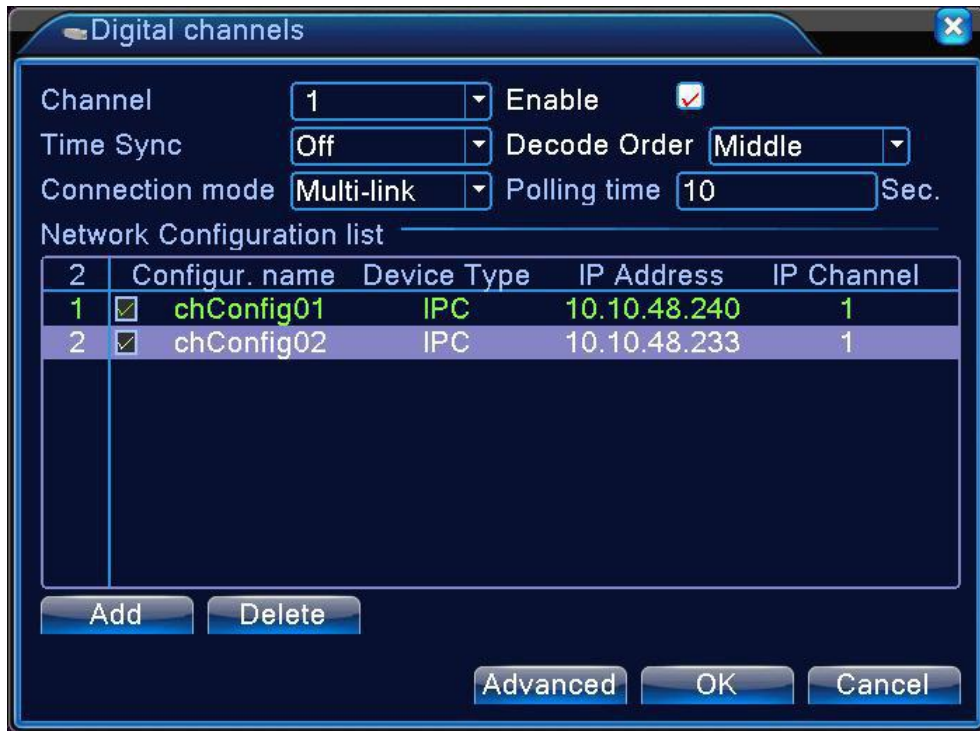 Digital channels
Channel 1 Enable
Time Sync Off Decode Order Middle
Connection mode Multi-link Polling time 10 Sec.
Network Configuration list
2 Configur. name Device Type IP Address IP Channel
1 chConfig01 IPC 10.10.48.240 1
2 chConfig02 IPC 10.10.48.233 1
Add Delete
Advanced OK Cancel